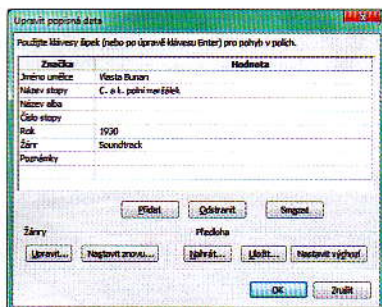 Upravit popisná data
Použijte klávesy šipek (nebo po úpravě klávesu Enter) pro pohyb v polích.
Značka Hodnota
Jméno umělce Vlasta Burian
Název stopy C. a k. polní maršálek
Název alba
Číslo stopy
Rok 1930
Žánr Soundtrack
Poznámky
Přidat Odstranit Smazat
Žánry Předloha
Upravit... Nastavit znovu... Nahrát... Uložit... Nastavit výchozí
OK Zrušit